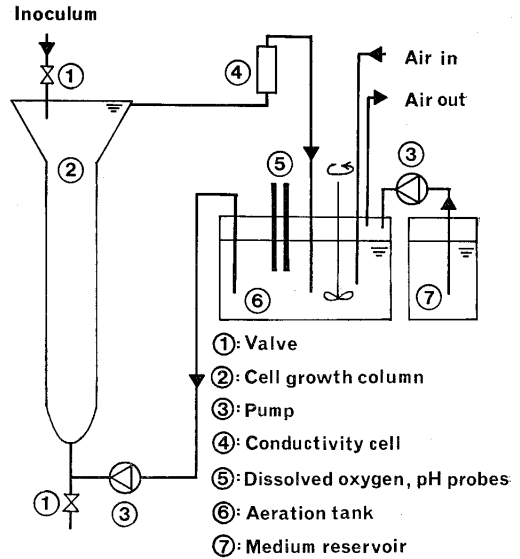 Inoculum
①
④
Air in
Air out
②
⑤
③
⑥
⑦
①
③
①: Valve
②: Cell growth column
③: Pump
④: Conductivity cell
⑤: Dissolved oxygen, pH probes
⑥: Aeration tank
⑦: Medium reservoir